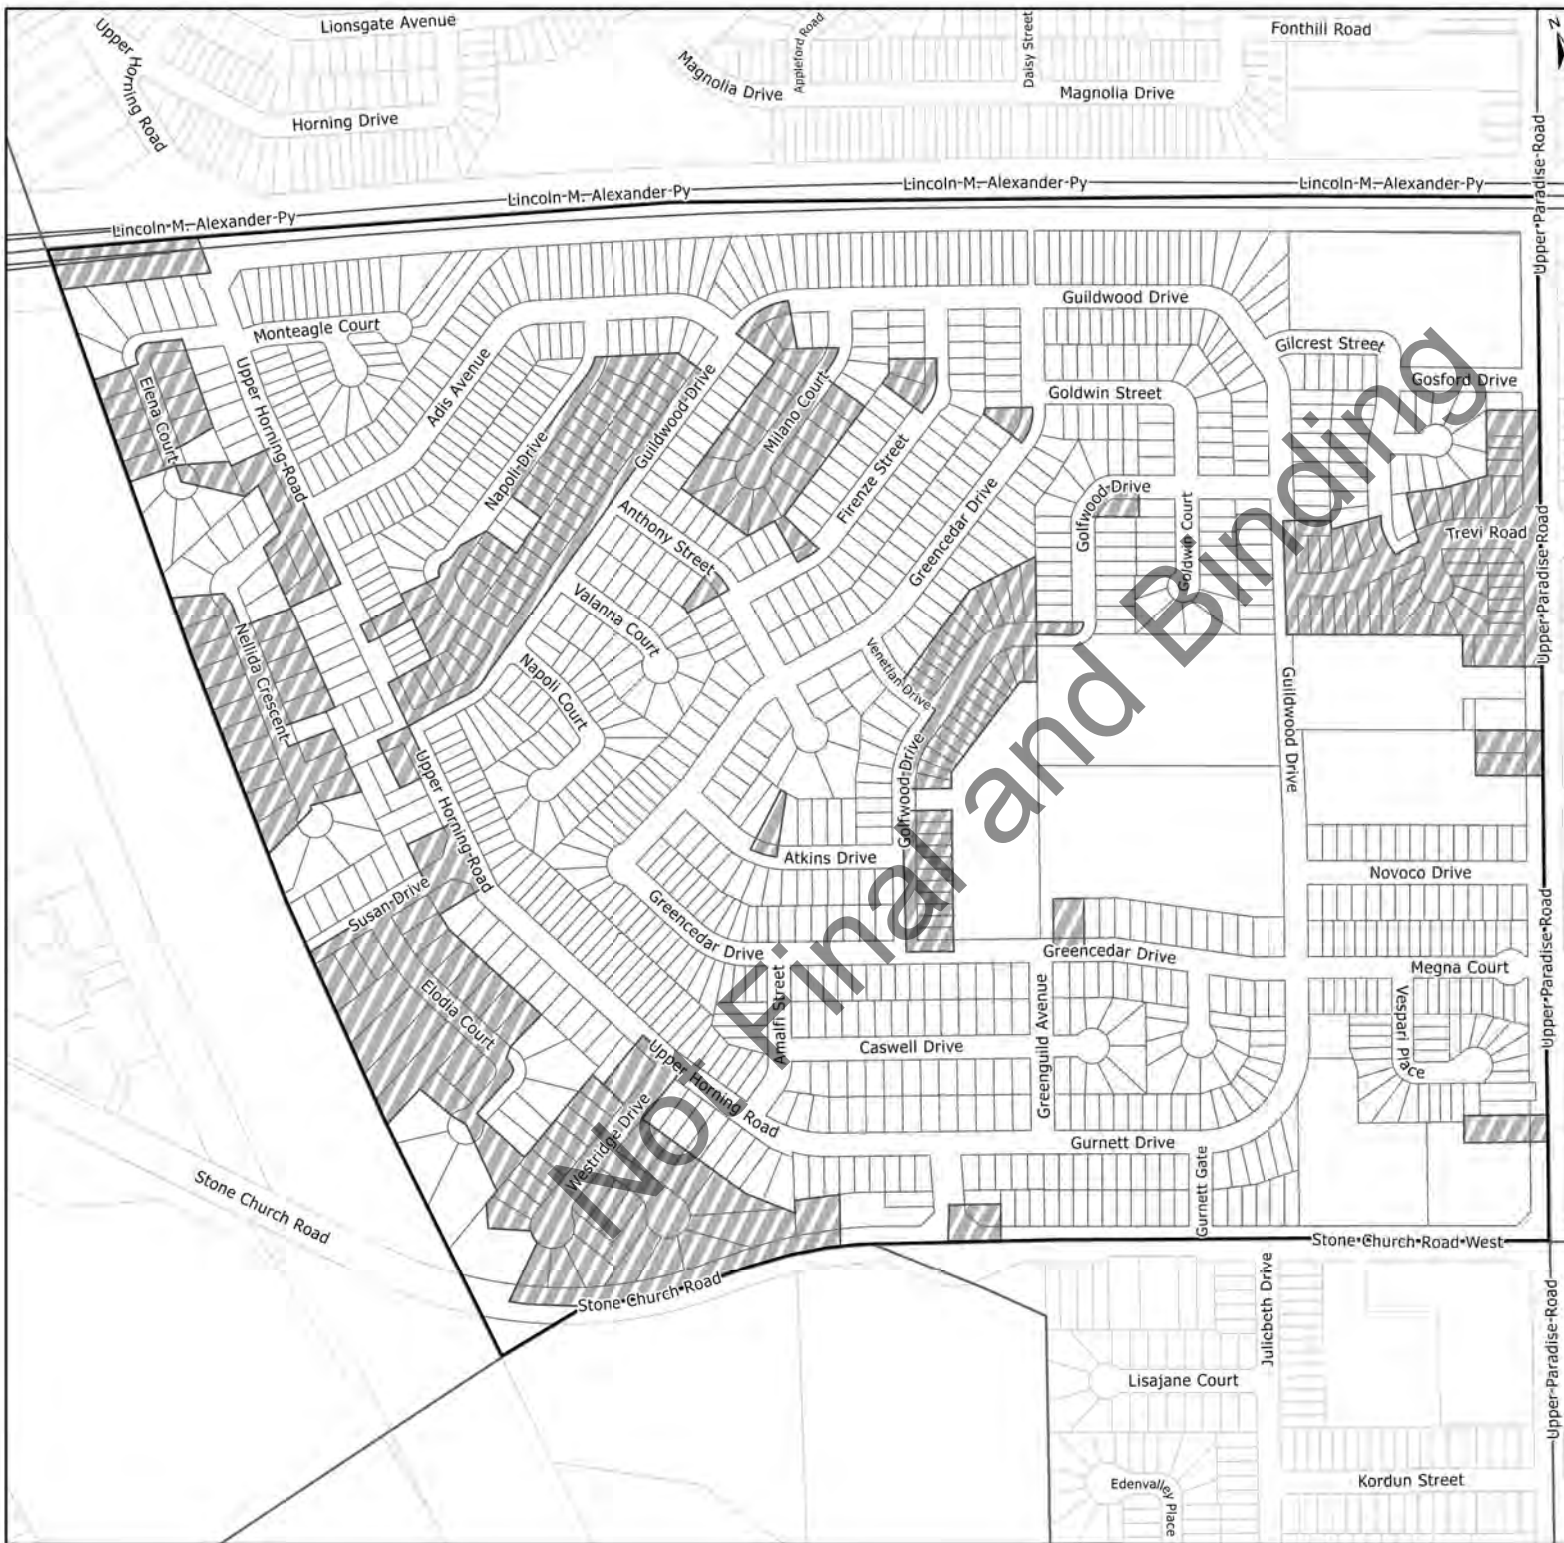 Lionsgate Avenue
Upper Horning Road
Horning Drive
Magnolia Drive
Appleford Road
Daisy Street
Magnolia Drive
Fonthill Road
Z
Upper Paradise Road
Lincoln M. Alexander Py
Lincoln M. Alexander Py
Lincoln M. Alexander Py
Lincoln M. Alexander Py
Monteagle Court
Guildwood Drive
Gilcrest Street
Gosford Drive
Elena Court
Upper Horning Road
Adis Avenue
Napoli Drive
Guildwood Drive
Milano Court
Firenze Street
Goldwin Street
Greencedar Drive
Golfwood Drive
Goldwin Court
Trevi Road
Upper Paradise Road
Anthony Street
Valanna Court
Napoli Court
Venetian Drive
Nellida Crescent
Upper Horning Road
Golfwood Drive
Guildwood Drive
Atkins Drive
Novoco Drive
Susan Drive
Greencedar Drive
Greencedar Drive
Megna Court
Upper Paradise Road
Elodia Court
Amalfi Street
Caswell Drive
Greenguild Avenue
Vespari Place
Upper Horning Road
Westridge Drive
Gurnett Drive
Gurnett Gate
Stone Church Road
Stone Church Road
Stone Church Road West
Julicbeth Drive
Lisajane Court
Upper Paradise Road
Edenvalley Place
Kordun Street
Not Final and Binding